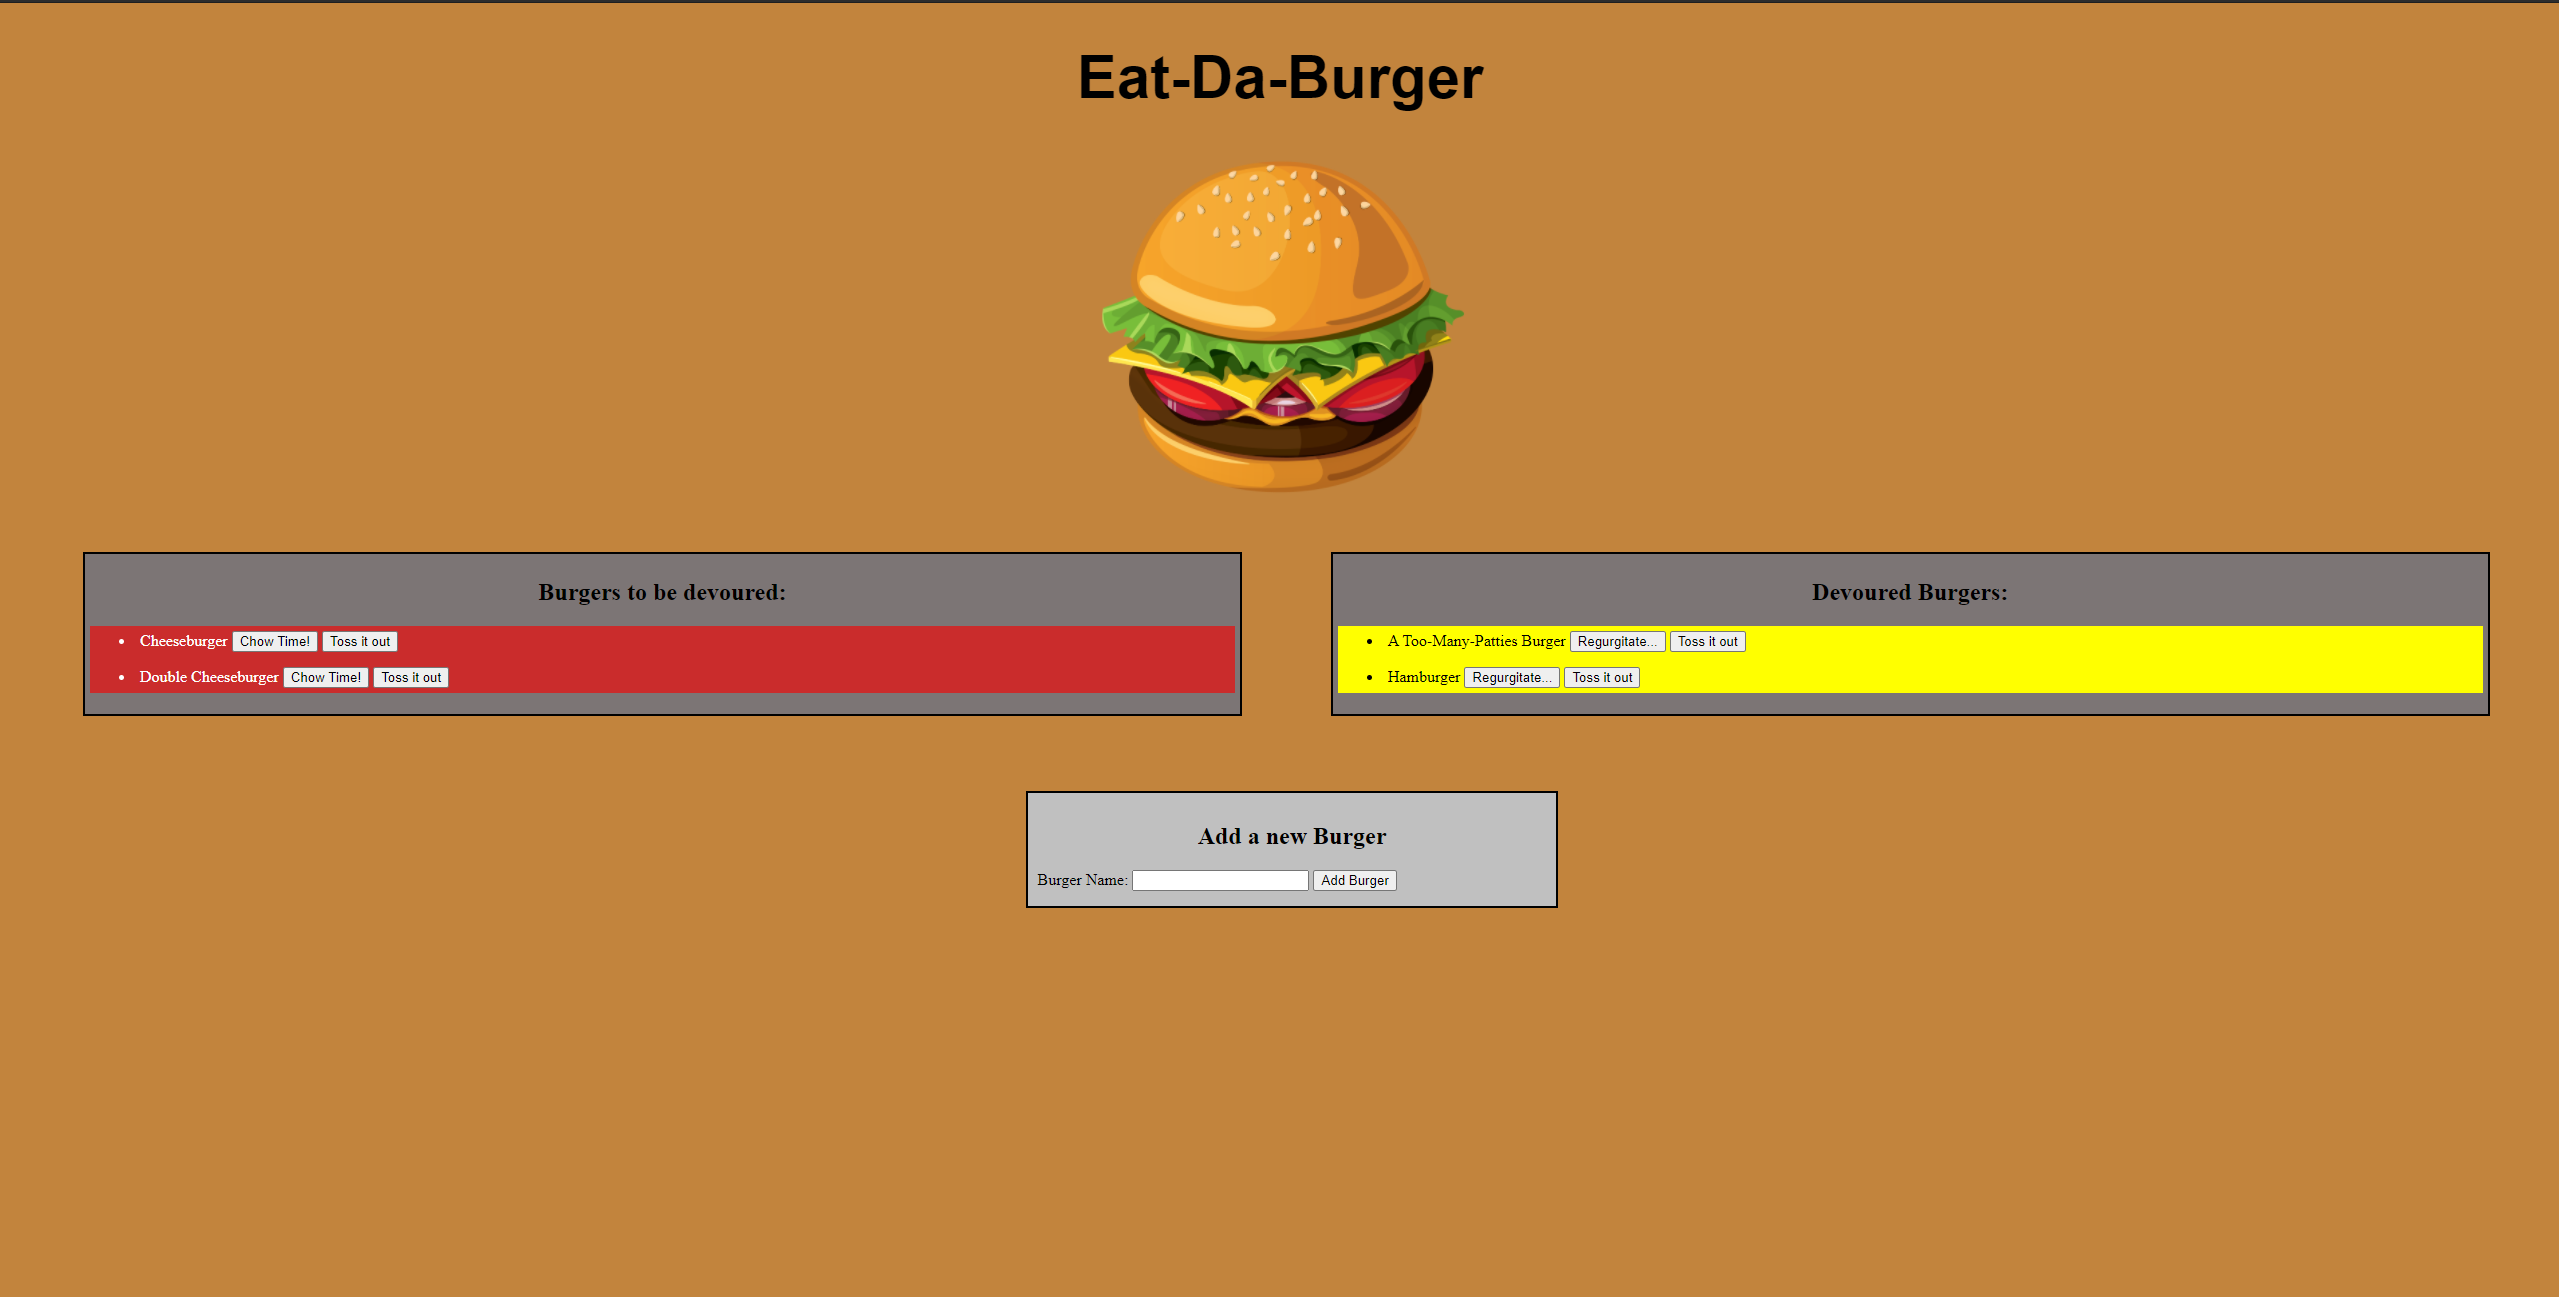 Eat-Da-Burger
Burgers to be devoured:
Cheeseburger Chow Time! Toss it out
Double Cheeseburger Chow Time! Toss it out
Devoured Burgers:
A Too-Many-Patties Burger Regurgitate... Toss it out
Hamburger Regurgitate... Toss it out
Add a new Burger
Burger Name: Add Burger